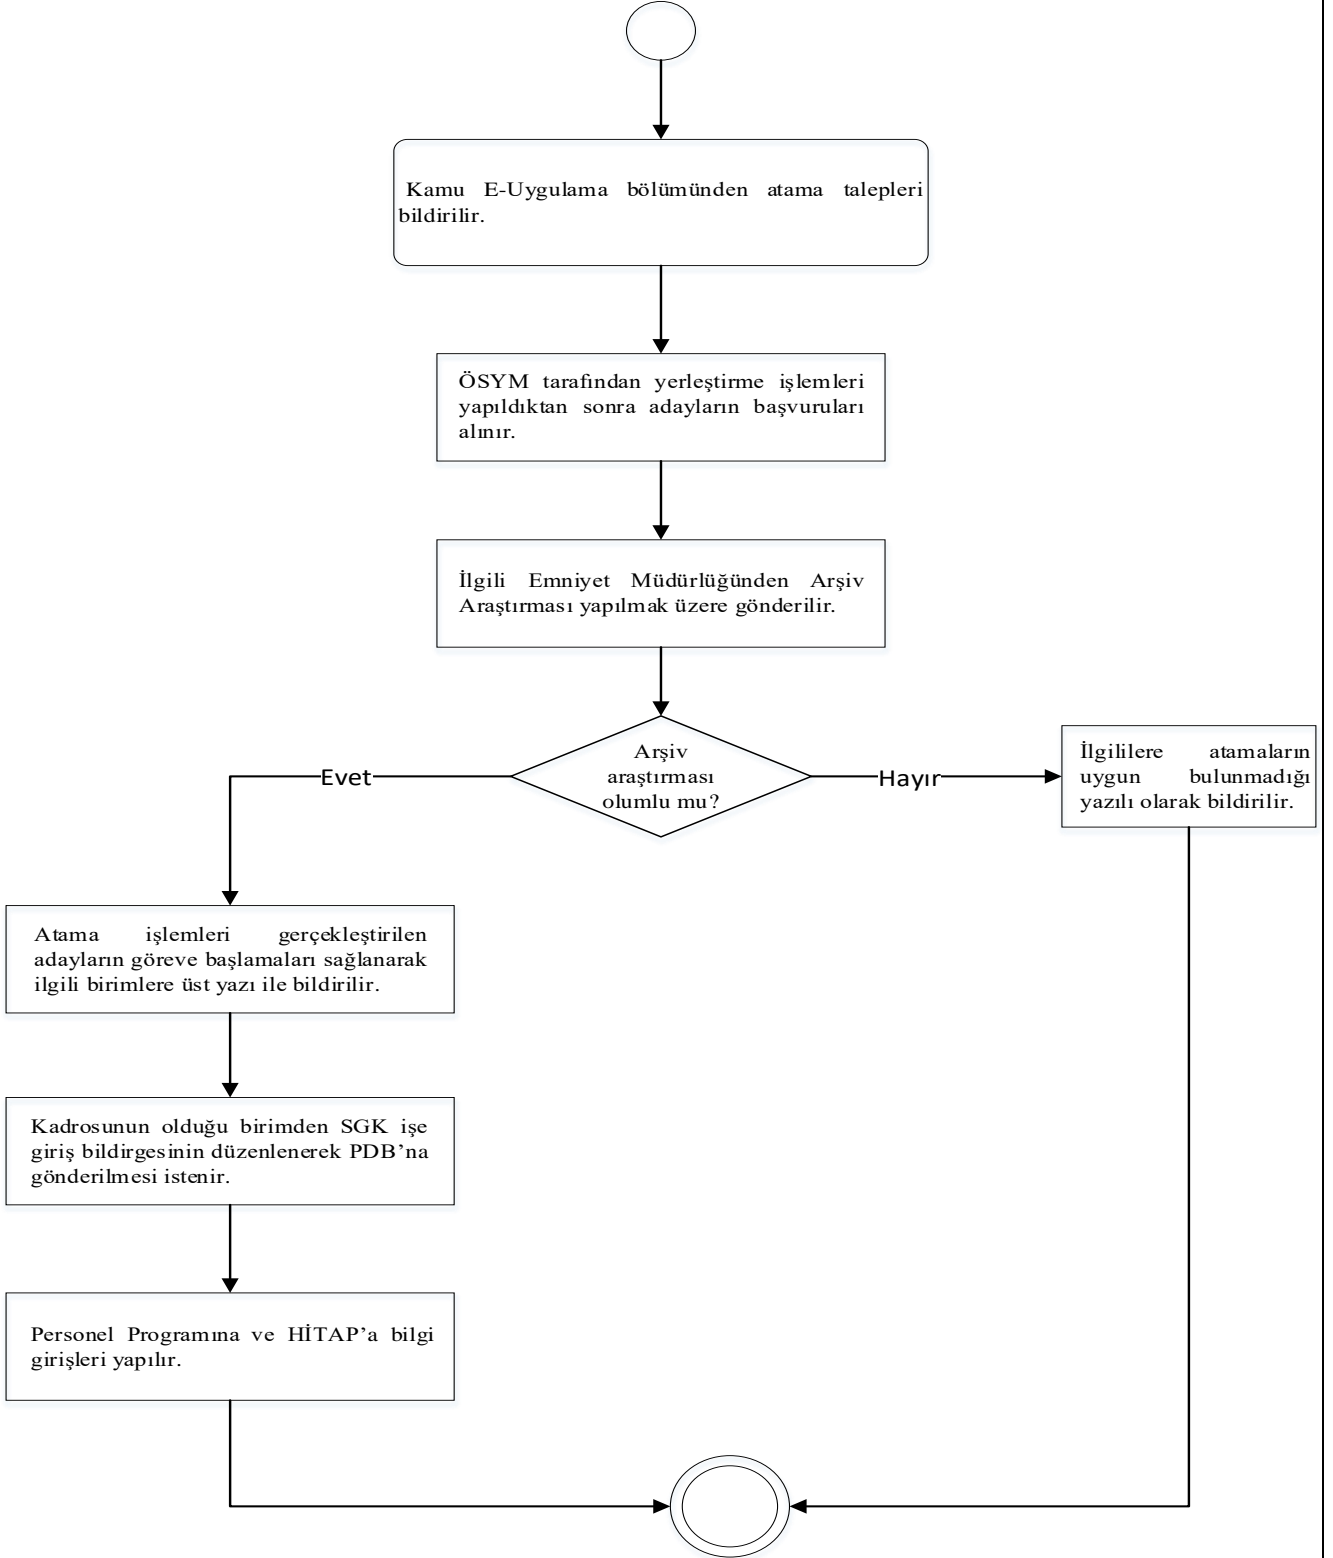 Kamu E-Uygulama bölümünden atama talepleri
bildirilir.
ÖSYM tarafından yerleştirme işlemleri
yapıldıktan sonra adayların başvuruları
alınır.
İlgili Emniyet Müdürlüğünden Arşiv
Araştırması yapılmak üzere gönderilir.
Arşiv
araştırması
olumlu mu?
Evet
Hayır
İlgililere atamaların
uygun bulunmadığı
yazılı olarak bildirilir.
Atama işlemleri gerçekleştirilen
adayların göreve başlamaları sağlanarak
ilgili birimlere üst yazı ile bildirilir.
Kadrosunun olduğu birimden SGK işe
giriş bildirgesinin düzenlenerek PDB’na
gönderilmesi istenir.
Personel Programına ve HİTAP’a bilgi
girişleri yapılır.